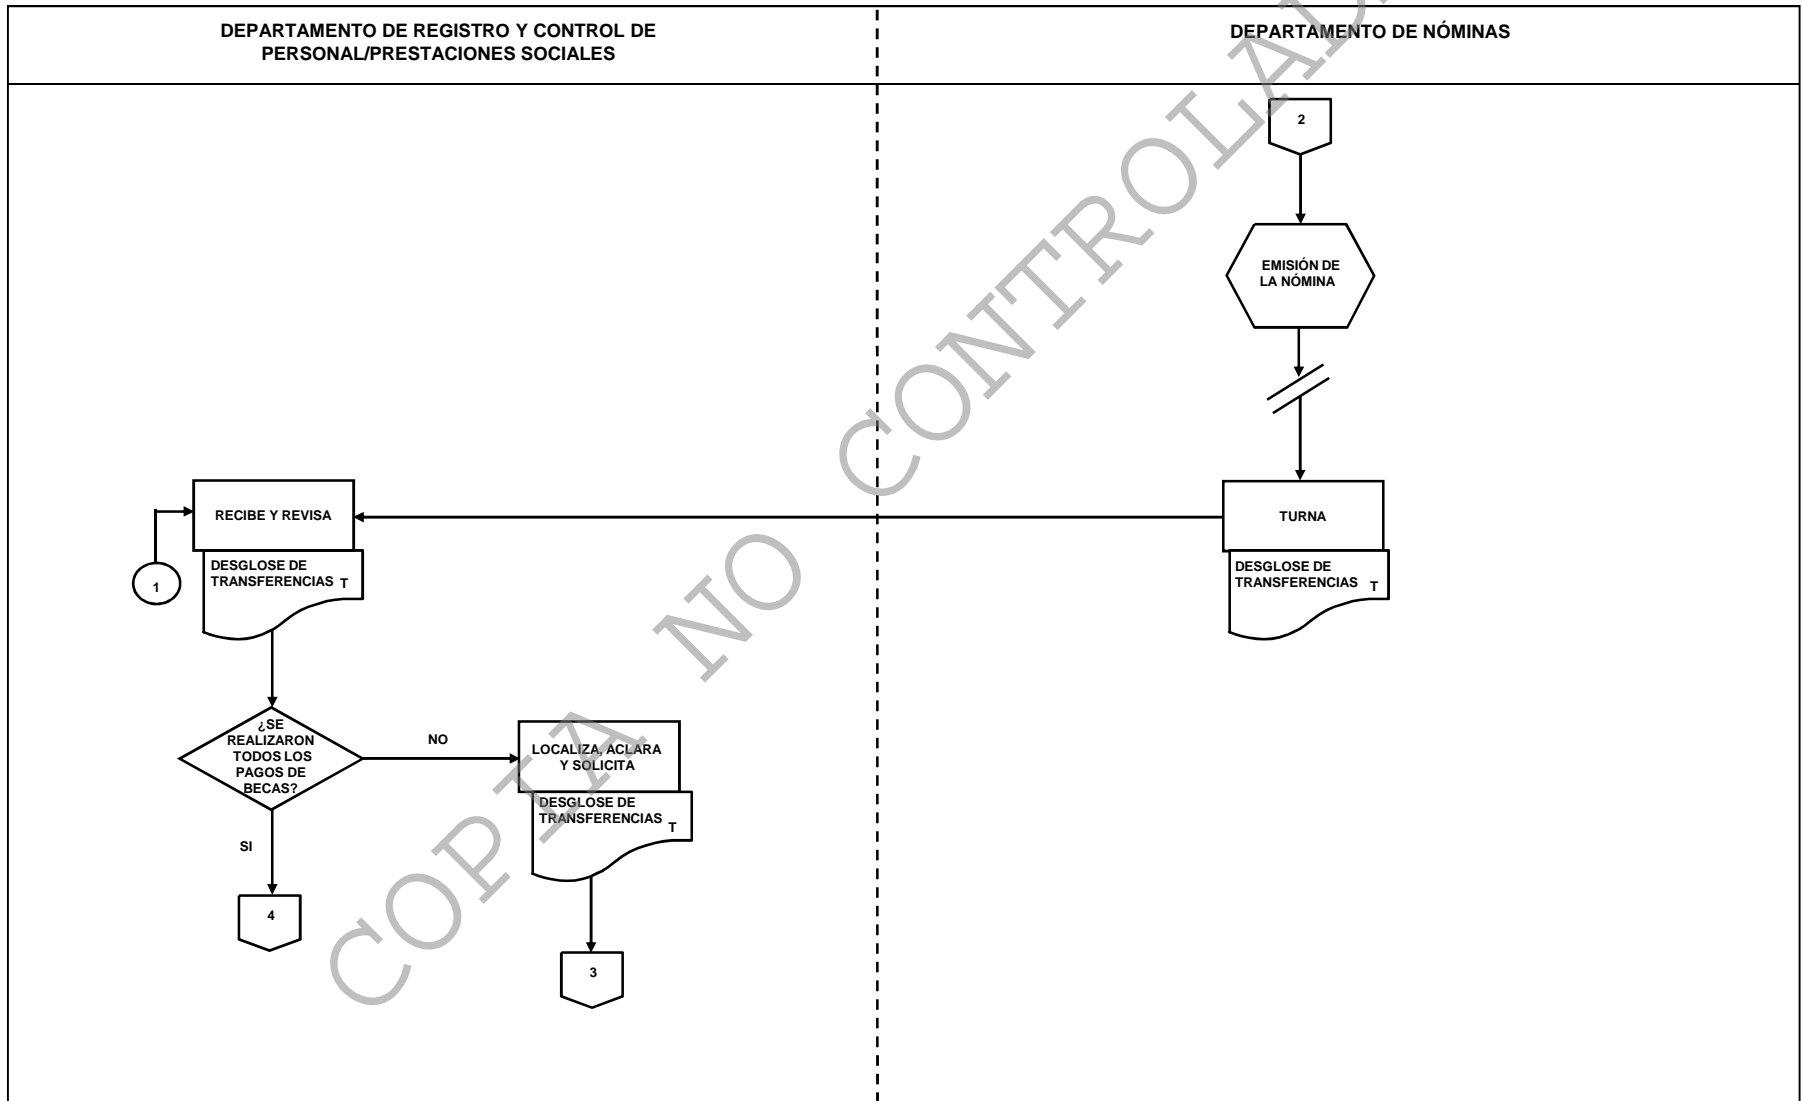 DEPARTAMENTO DE REGISTRO Y CONTROL DE
PERSONAL/PRESTACIONES SOCIALES
DEPARTAMENTO DE NÓMINAS
2
EMISIÓN DE
LA NÓMINA
TURNA
DESGLOSE DE
TRANSFERENCIAS T
RECIBE Y REVISA
DESGLOSE DE
TRANSFERENCIAS T
1
¿SE
REALIZARON
TODOS LOS
PAGOS DE
BECAS?
NO
LOCALIZA, ACLARA
Y SOLICITA
DESGLOSE DE
TRANSFERENCIAS T
SI
4
3
COPIA NO CONTROLAD